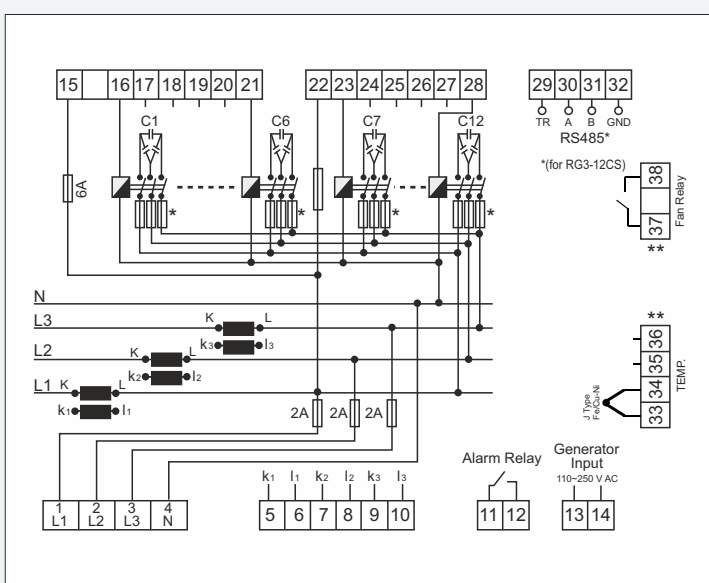 15 16 17 18 19 20 21 22 23 24 25 26 27 28 29 30 31 32
TR A B GND
RS485*
C1 C6 C7 C12
*(for RG3-12CS)
6A
* * * *
38
37
Fan Relay
**
N
L3 K L
k3 l3
L2 K L
k2 l2
L1 K L
k1 l1
2A 2A 2A
**
36
35
34
33
TEMP.
J Type
Fe/Cu-Ni
Alarm Relay
11 12
Generator
Input
110~250 V AC
13 14
k1 l1 k2 l2 k3 l3
5 6 7 8 9 10
1 2 3 4
L1 L2 L3 N